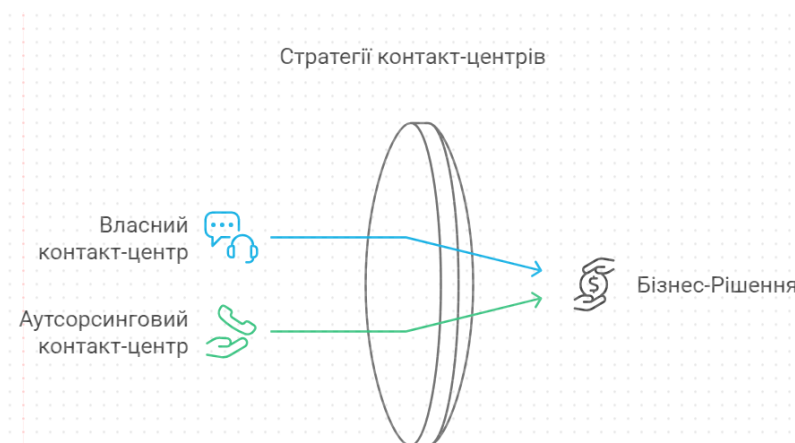 Стратегії контакт-центрів
Власний
контакт-центр
Бізнес-Рішення
Аутсорсинговий
контакт-центр